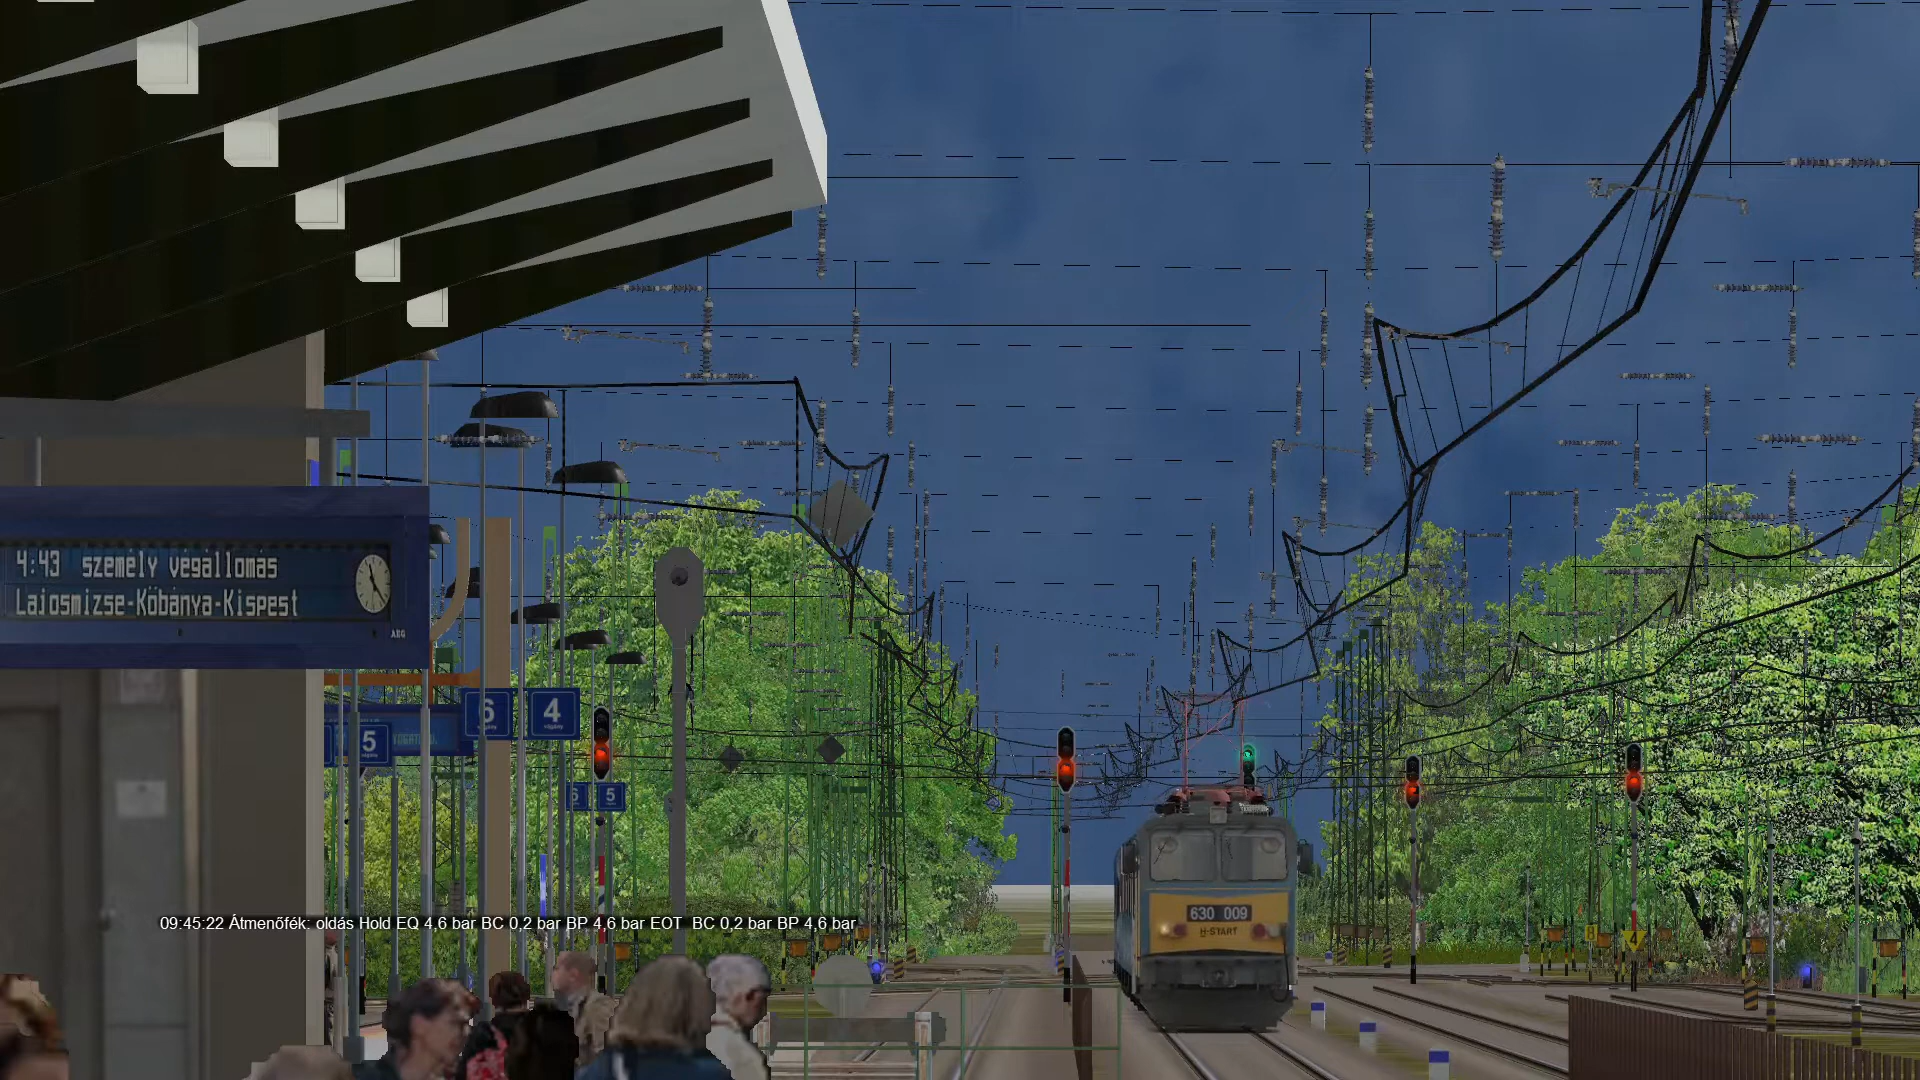 4:43 személy végállomás
Lajosmizse-Kőbánya-Kispest
AEG
6
4
5
6
5
09:45:22 Átmenőfék: oldás Hold EQ 4,6 bar BC 0,2 bar BP 4,6 bar EOT BC 0,2 bar BP 4,6 bar
630 009
H-START
8
4